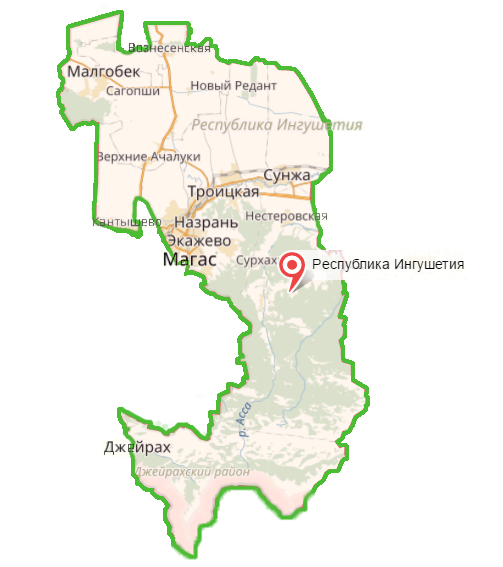 Вознесенская
Малгобек
Сагопши
Новый Редант
Республика Ингушетия
Верхние Ачалуки
Сунжа
Троицкая
Кантышево
Назрань
Нестеровская
Экажево
Магас
Сурхах
Республика Ингушетия
р. Асса
Джейрах
Джейрахский район